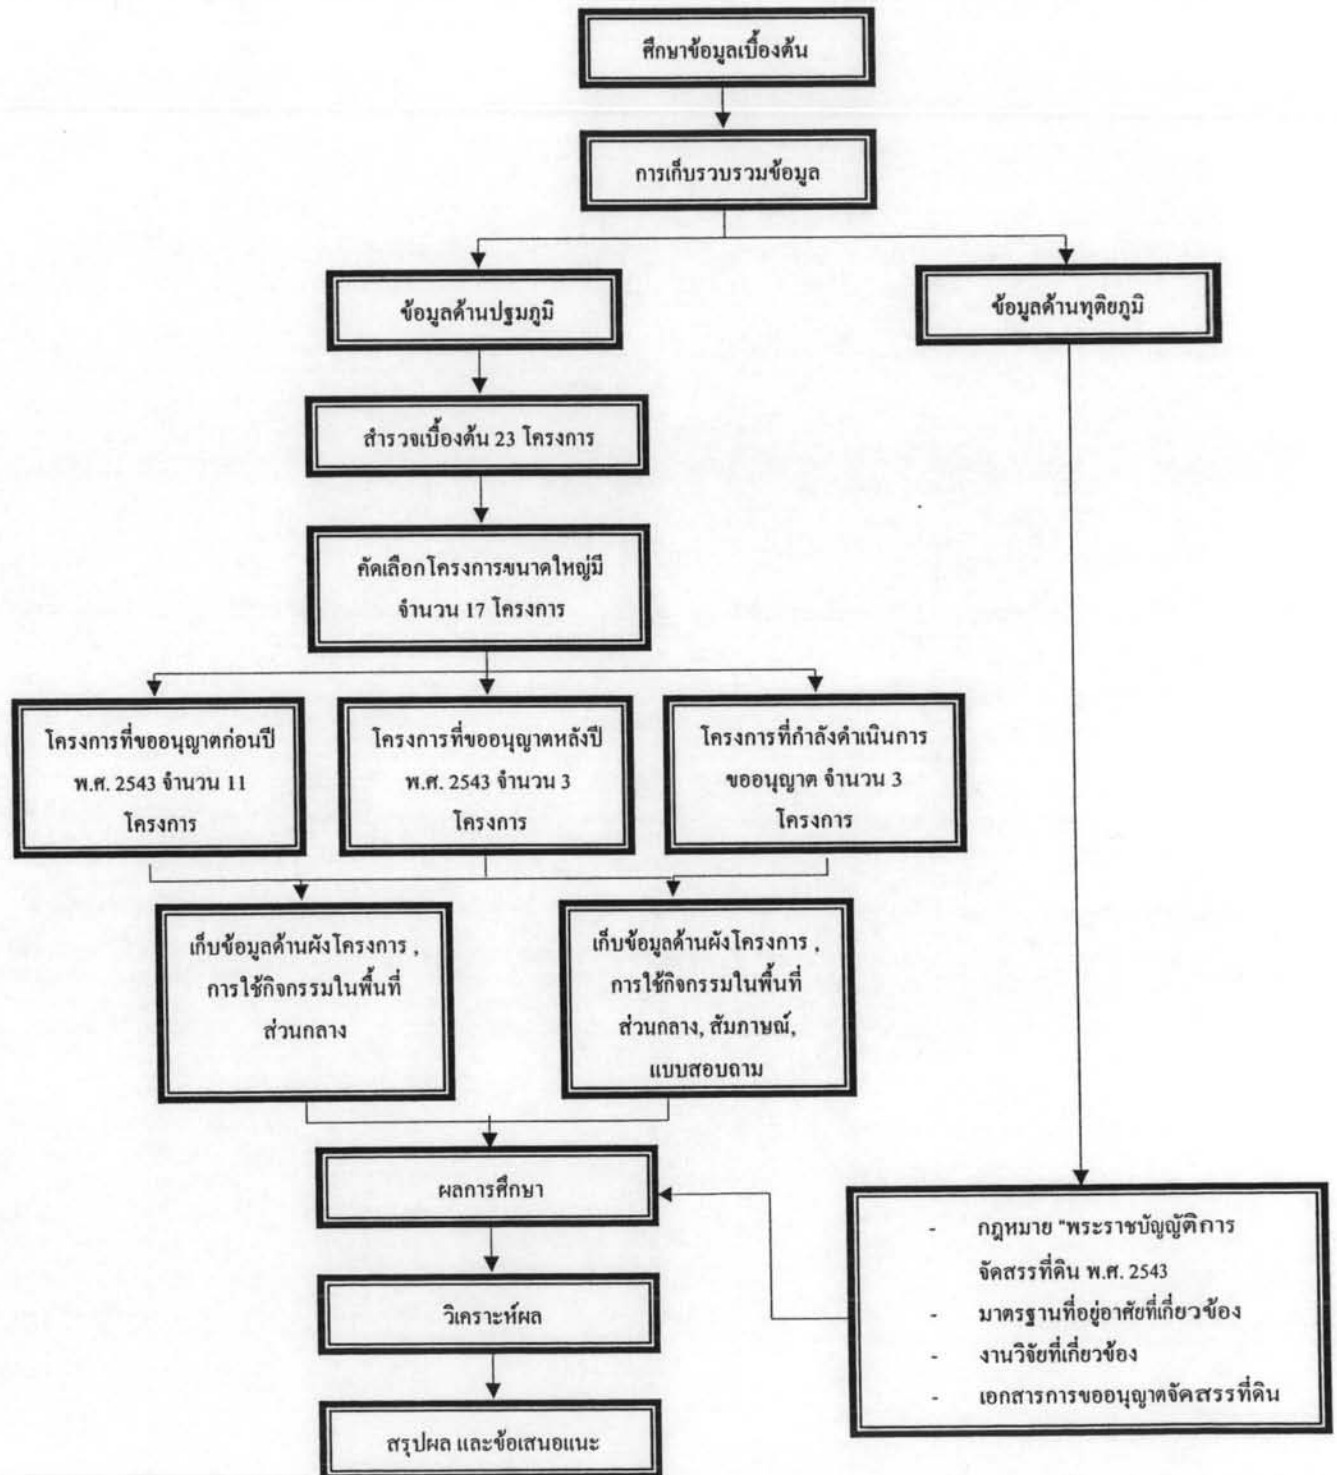 ศึกษาข้อมูลเบื้องต้น
การเก็บรวบรวมข้อมูล
ข้อมูลด้านปฐมภูมิ
ข้อมูลด้านทุติยภูมิ
สำรวจเบื้องต้น 23 โครงการ
คัดเลือกโครงการขนาดใหญ่มี
จำนวน 17 โครงการ
โครงการที่ขออนุญาตก่อนปี
พ.ศ. 2543 จำนวน 11
โครงการ
โครงการที่ขออนุญาตหลังปี
พ.ศ. 2543 จำนวน 3
โครงการ
โครงการที่กำลังดำเนินการ
ขออนุญาต จำนวน 3
โครงการ
เก็บข้อมูลด้านผังโครงการ ,
การใช้กิจกรรมในพื้นที่
ส่วนกลาง
เก็บข้อมูลด้านผังโครงการ ,
การใช้กิจกรรมในพื้นที่
ส่วนกลาง, สัมภาษณ์,
แบบสอบถาม
ผลการศึกษา
วิเคราะห์ผล
สรุปผล และข้อเสนอแนะ
- กฎหมาย "พระราชบัญญัติการ
จัดสรรที่ดิน พ.ศ. 2543
- มาตรฐานที่อยู่อาศัยที่เกี่ยวข้อง
- งานวิจัยที่เกี่ยวข้อง
- เอกสารการขออนุญาตจัดสรรที่ดิน